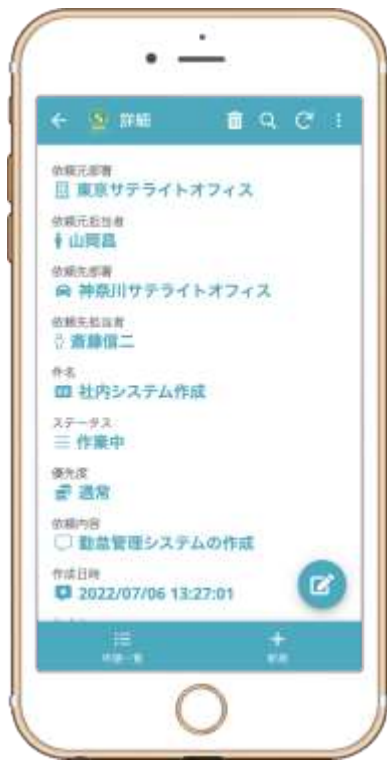 詳細
依頼元部署
東京サテライトオフィス
依頼元担当者
山岡昌
依頼先部署
神奈川サテライトオフィス
依頼先担当者
斎藤信二
件名
社内システム作成
ステータス
作業中
優先度
通常
依頼内容
勤怠管理システムの作成
作成日時
2022/07/06 13:27:01